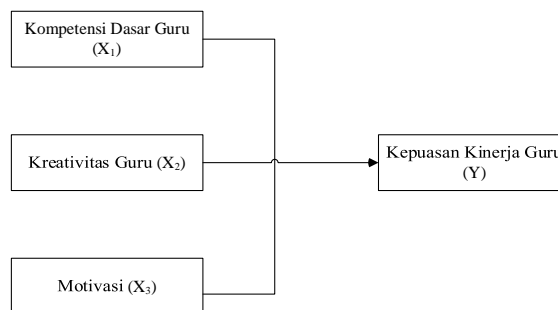 Kompetensi Dasar Guru
(X₁)
Kreativitas Guru (X₂)
Kepuasan Kinerja Guru
(Y)
Motivasi (X₃)